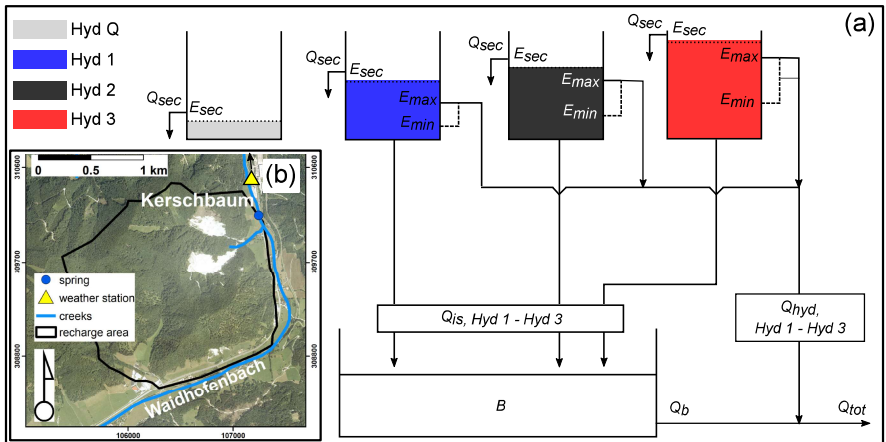 Hyd Q
Hyd 1
Hyd 2
Hyd 3
(a)
Qsec
Esec
Qsec
Esec
Emax
Emin
Qsec
Esec
Emax
Emin
Qsec
Esec
Emax
Emin
(b)
0 0.5 1 km
310600
309700
308800
106000 107000
Kerschbaum
Waidhofenbach
spring
weather station
creeks
recharge area
Qis, Hyd 1 - Hyd 3
Qhyd,
Hyd 1 - Hyd 3
B
Qb
Qtot